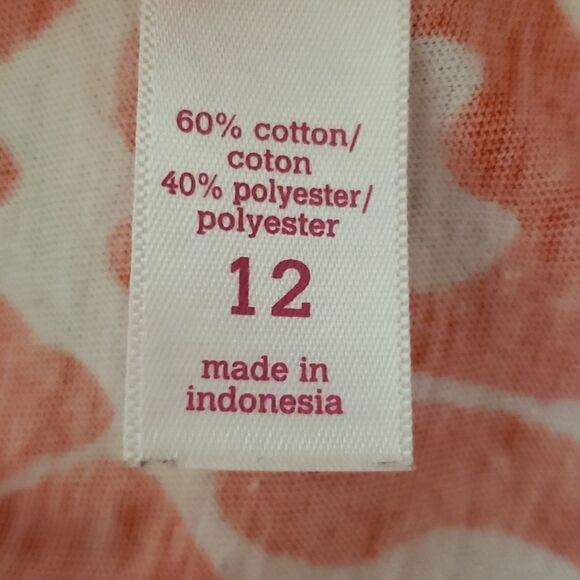 60% cotton/
coton
40% polyester/
polyester
12
made in
indonesia